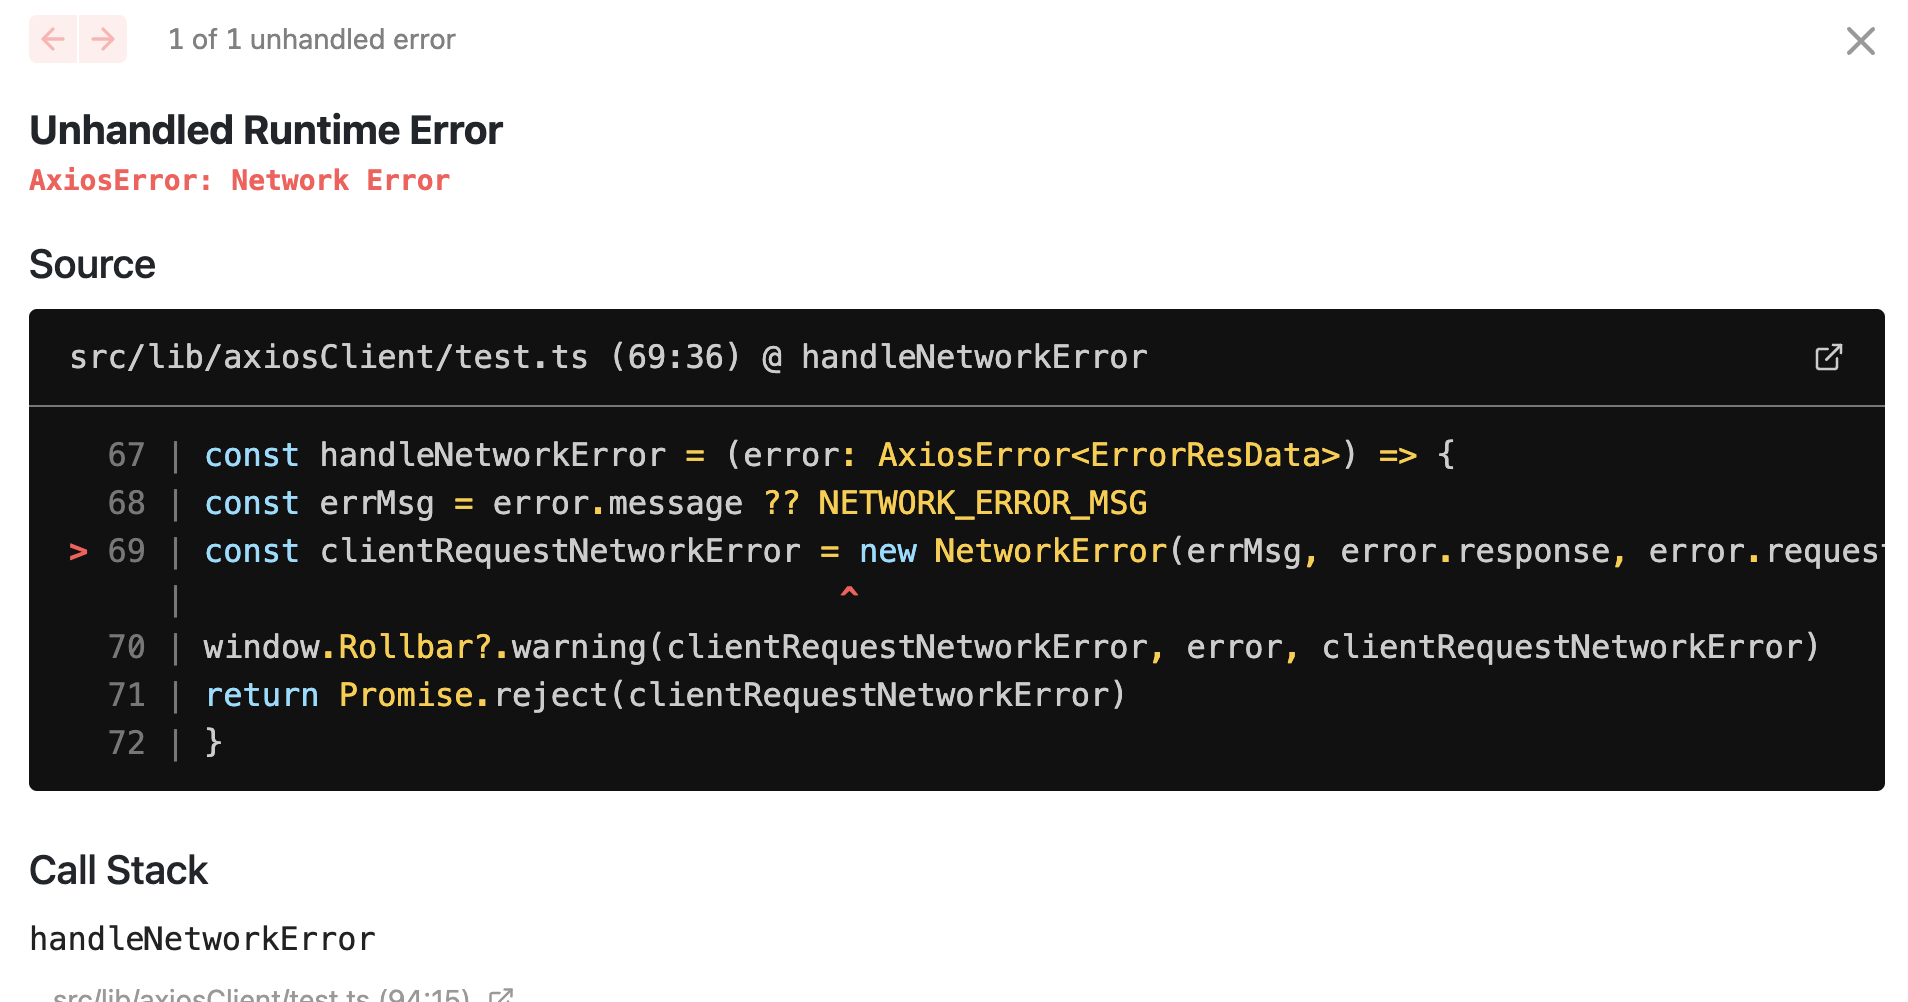 1 of 1 unhandled error
Unhandled Runtime Error
AxiosError: Network Error
Source
src/lib/axiosClient/test.ts (69:36) @ handleNetworkError
67 | const handleNetworkError = (error: AxiosError<ErrorResData>) => {
68 | const errMsg = error.message ?? NETWORK_ERROR_MSG
> 69 | const clientRequestNetworkError = new NetworkError(errMsg, error.response, error.request
| ^
70 | window.Rollbar?.warning(clientRequestNetworkError, error, clientRequestNetworkError)
71 | return Promise.reject(clientRequestNetworkError)
72 | }
Call Stack
handleNetworkError
src/lib/axiosClient/test.ts (94:15)